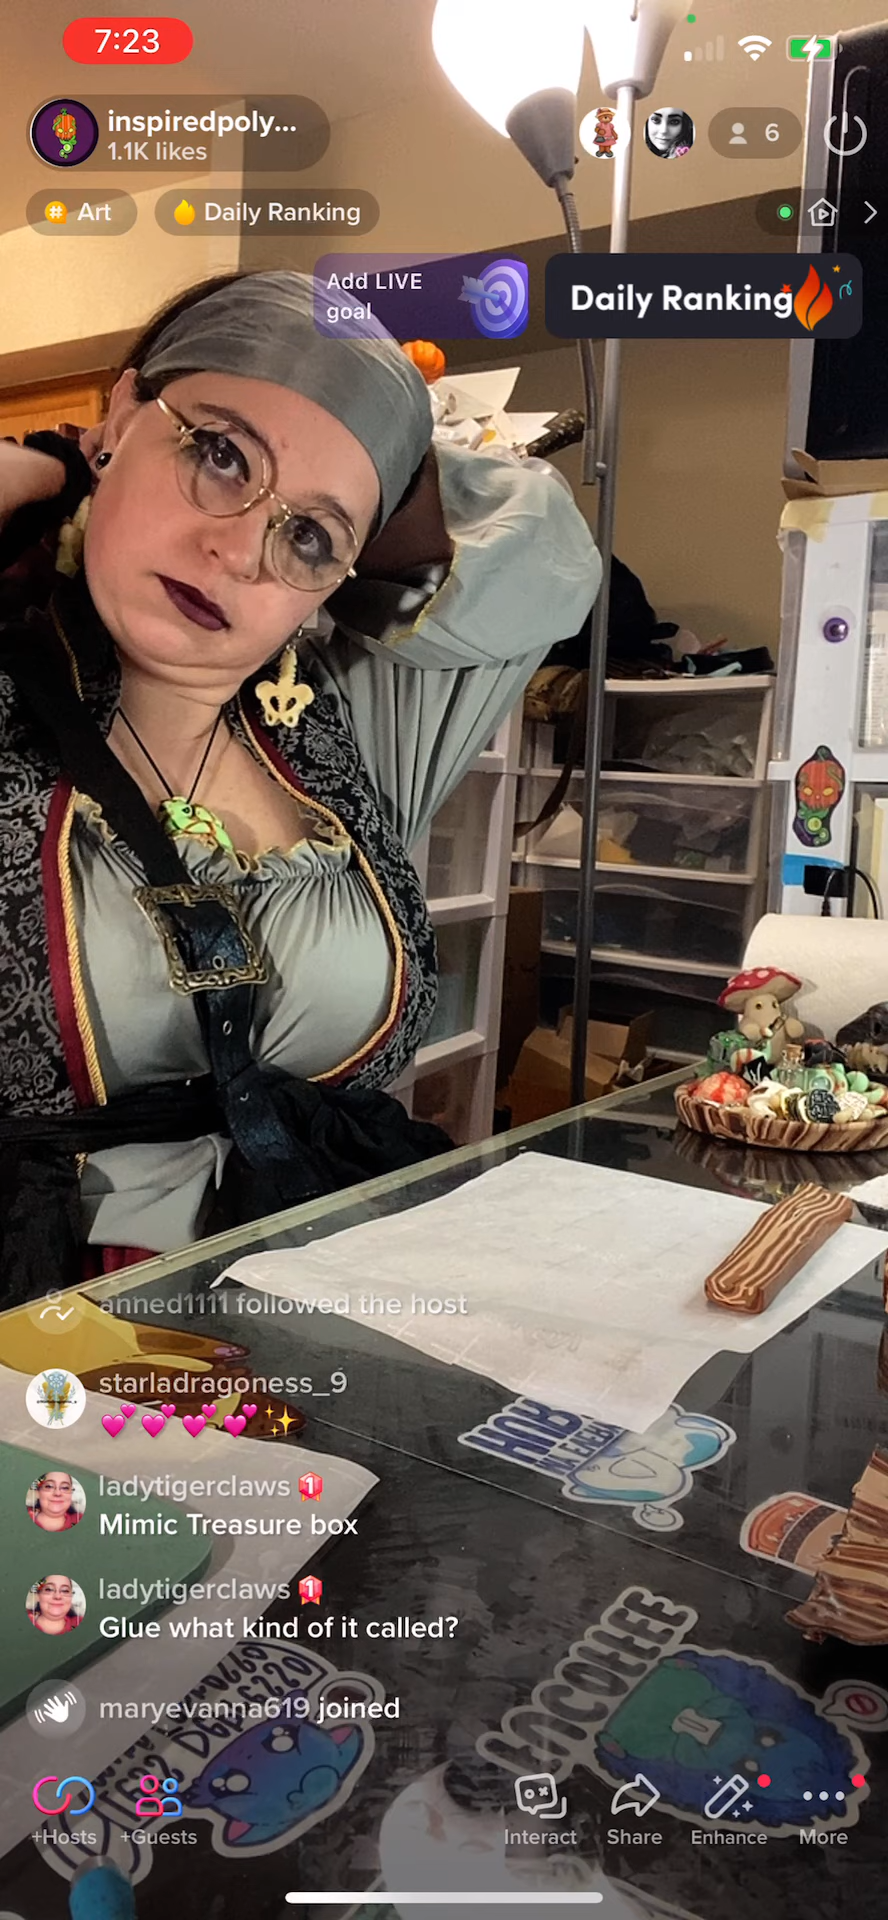 7:23
inspiredpoly...
1.1K likes
6
Art
Daily Ranking
Add LIVE
goal
Daily Ranking
anned1111 followed the host
starladragoness_9
ladytigerclaws 1
Mimic Treasure box
ladytigerclaws 1
Glue what kind of it called?
maryevanna619 joined
+Hosts
+Guests
Interact
Share
Enhance
More